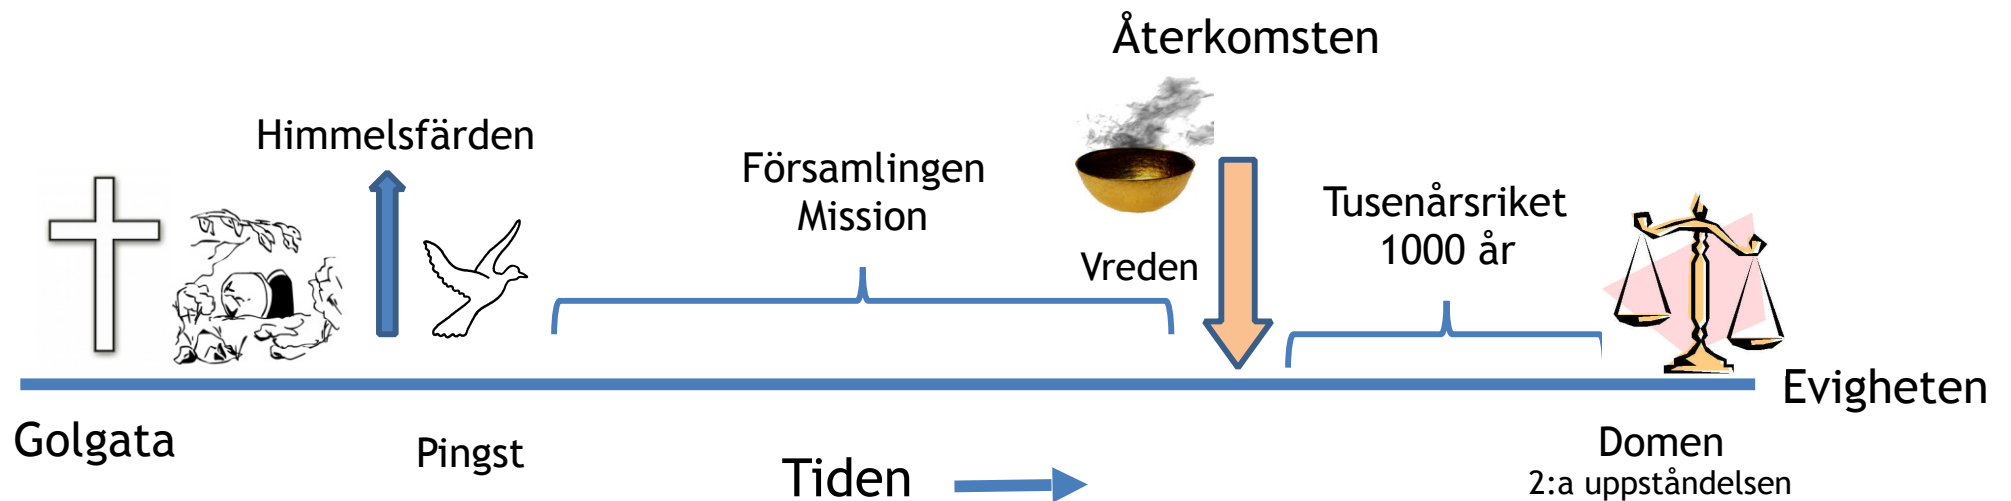 Återkomsten
Himmelsfärden
Församlingen
Mission
Vreden
Tusenårsriket
1000 år
Evigheten
Golgata
Pingst
Tiden
Domen
2:a uppståndelsen